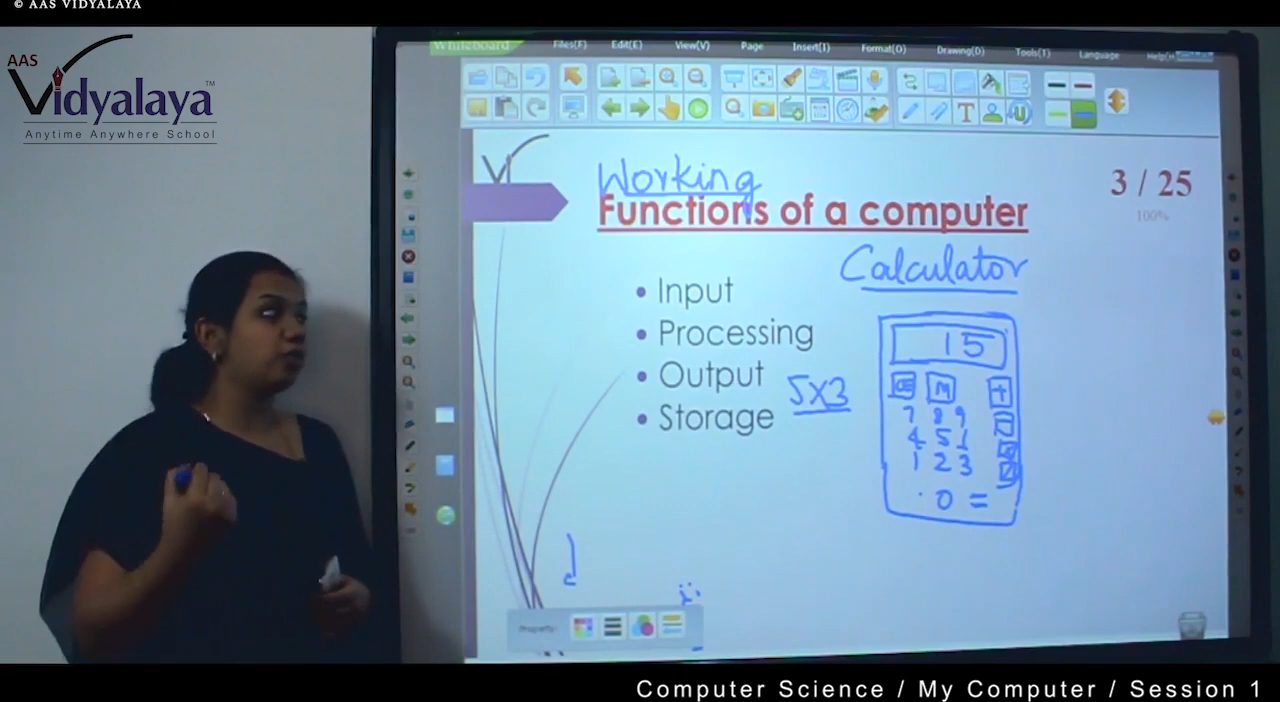 © AAS VIDYALAYA
AAS
Vidyalaya™
Anytime Anywhere School
Whiteboard Files(F) Edit(E) View(V) Page Insert(I) Format(O) Drawing(D) Tools(T) Language
Working
Functions of a computer
3 / 25
100%
Calculator
• Input
• Processing
• Output
• Storage
5X3
15
CE M +
7 8 9
4 5 6
1 2 3
. 0 =
Property:
Computer Science / My Computer / Session 1